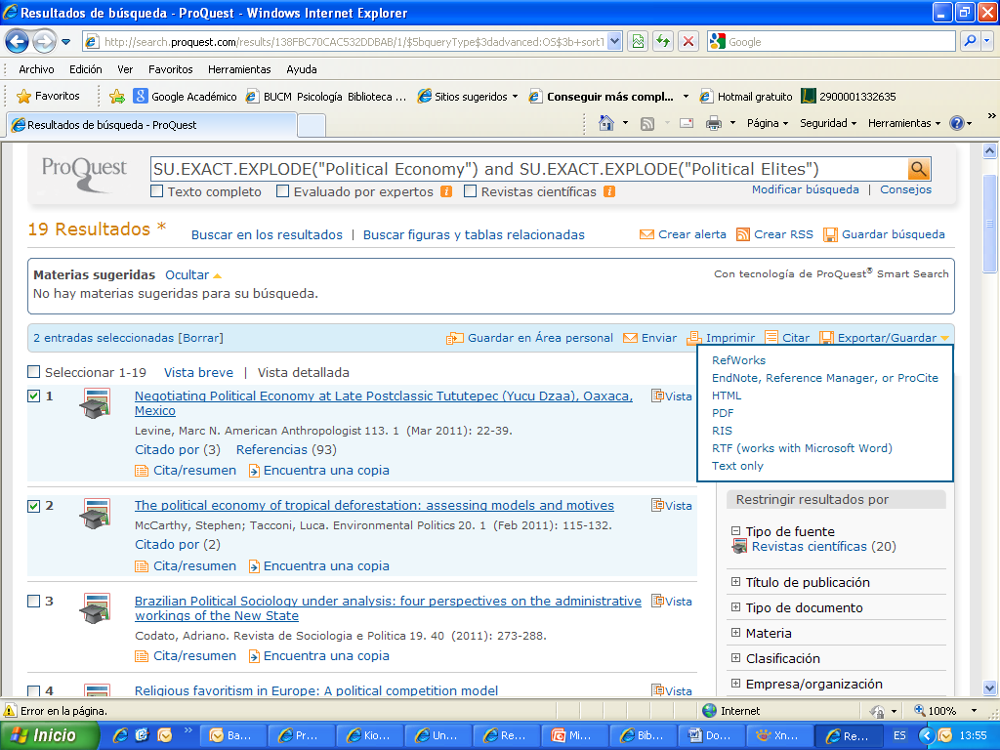 Resultados de búsqueda - ProQuest - Windows Internet Explorer
http://search.proquest.com/results/138FBC70CAC532DDBAB/1/$5bqueryType$3dadvanced:OS$3b+sort
Google
Archivo Edición Ver Favoritos Herramientas Ayuda
Favoritos Google Académico BUCM Psicología Biblioteca ... Sitios sugeridos Conseguir más compl... Hotmail gratuito 2900001332635
Resultados de búsqueda - ProQuest
Página Seguridad Herramientas
ProQuest
SU.EXACT.EXPLODE("Political Economy") and SU.EXACT.EXPLODE("Political Elites")
Texto completo Evaluado por expertos i Revistas científicas i
Modificar búsqueda | Consejos
19 Resultados *
Buscar en los resultados | Buscar figuras y tablas relacionadas
Crear alerta Crear RSS Guardar búsqueda
Materias sugeridas Ocultar
Con tecnología de ProQuest® Smart Search
No hay materias sugeridas para su búsqueda.
2 entradas seleccionadas [Borrar]
Guardar en Área personal Enviar Imprimir Citar Exportar/Guardar
RefWorks
EndNote, Reference Manager, or ProCite
HTML
PDF
RIS
RTF (works with Microsoft Word)
Text only
Seleccionar 1-19 Vista breve | Vista detallada
1 Negotiating Political Economy at Late Postclassic Tututepec (Yucu Dzaa), Oaxaca,
Mexico
Vista
Levine, Marc N. American Anthropologist 113. 1 (Mar 2011): 22-39.
Citado por (3) Referencias (93)
Cita/resumen Encuentra una copia
2 The political economy of tropical deforestation: assessing models and motives
Vista
McCarthy, Stephen; Tacconi, Luca. Environmental Politics 20. 1 (Feb 2011): 115-132.
Citado por (2)
Cita/resumen Encuentra una copia
3 Brazilian Political Sociology under analysis: four perspectives on the administrative
workings of the New State
Vista
Codato, Adriano. Revista de Sociologia e Politica 19. 40 (2011): 273-288.
Cita/resumen Encuentra una copia
4 Religious favoritism in Europe: A political competition model
Vista
Restringir resultados por
Tipo de fuente
Revistas científicas (20)
Título de publicación
Tipo de documento
Materia
Clasificación
Empresa/organización
Error en la página.
Internet
100%
Inicio
Ba... Pr... Kio... Un... Re... Mi... Bib... Do... Xn... Re...
ES
13:55